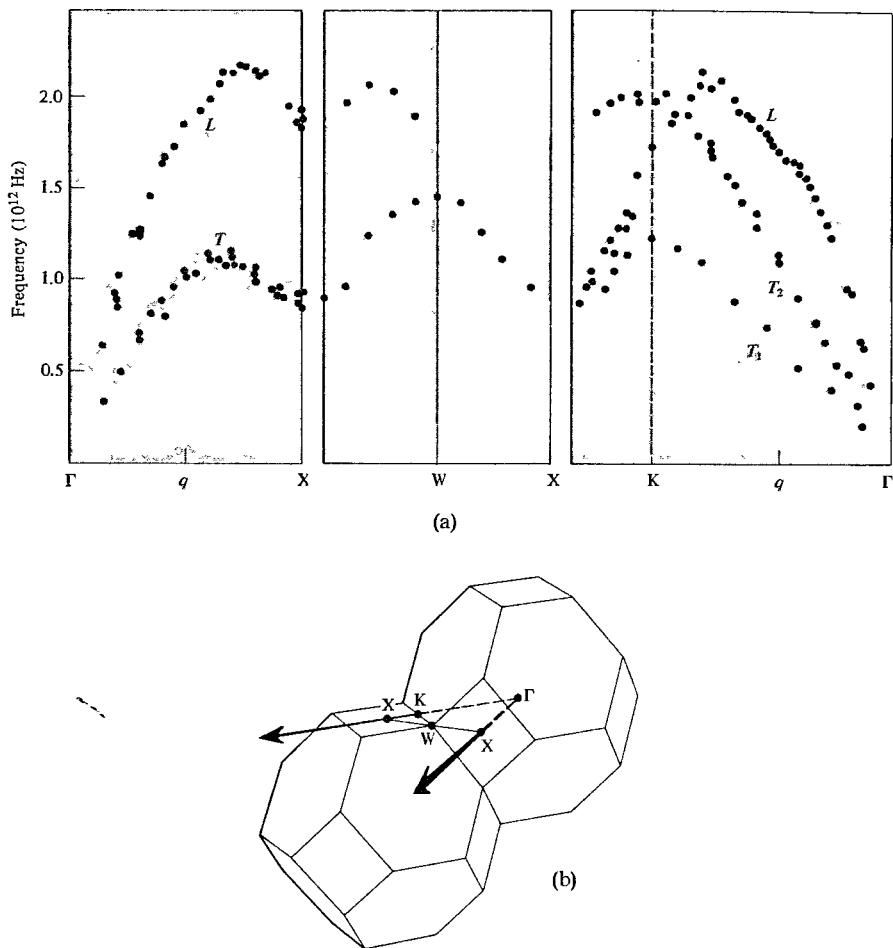 Frequency (10¹² Hz)
2.0
1.5
1.0
0.5
L
T
L
T₂
T₁
Γ q X W X K q Γ
(a)
X K Γ
W X
(b)